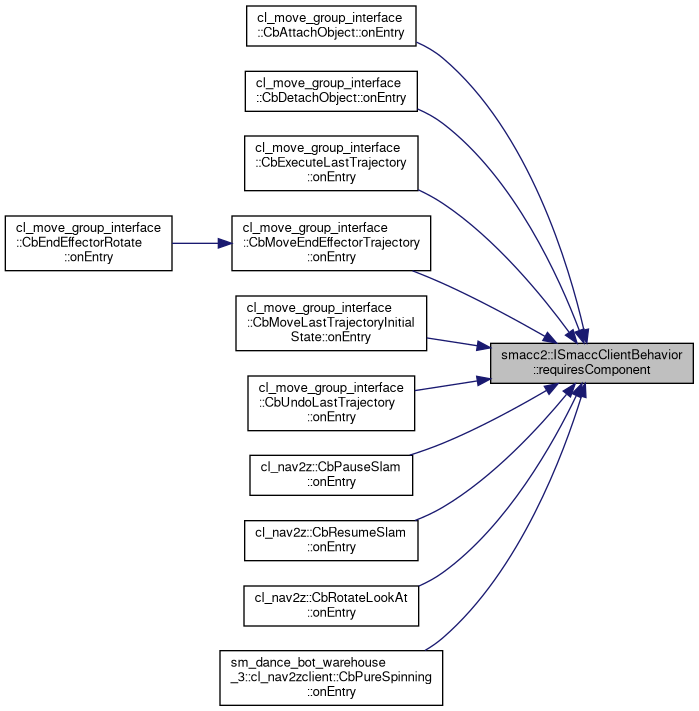 cl_move_group_interface
::CbAttachObject::onEntry
cl_move_group_interface
::CbDetachObject::onEntry
cl_move_group_interface
::CbExecuteLastTrajectory
::onEntry
cl_move_group_interface
::CbEndEffectorRotate
::onEntry
cl_move_group_interface
::CbMoveEndEffectorTrajectory
::onEntry
cl_move_group_interface
::CbMoveLastTrajectoryInitial
State::onEntry
smacc2::ISmaccClientBehavior
::requiresComponent
cl_move_group_interface
::CbUndoLastTrajectory
::onEntry
cl_nav2z::CbPauseSlam
::onEntry
cl_nav2z::CbResumeSlam
::onEntry
cl_nav2z::CbRotateLookAt
::onEntry
sm_dance_bot_warehouse
_3::cl_nav2zclient::CbPureSpinning
::onEntry